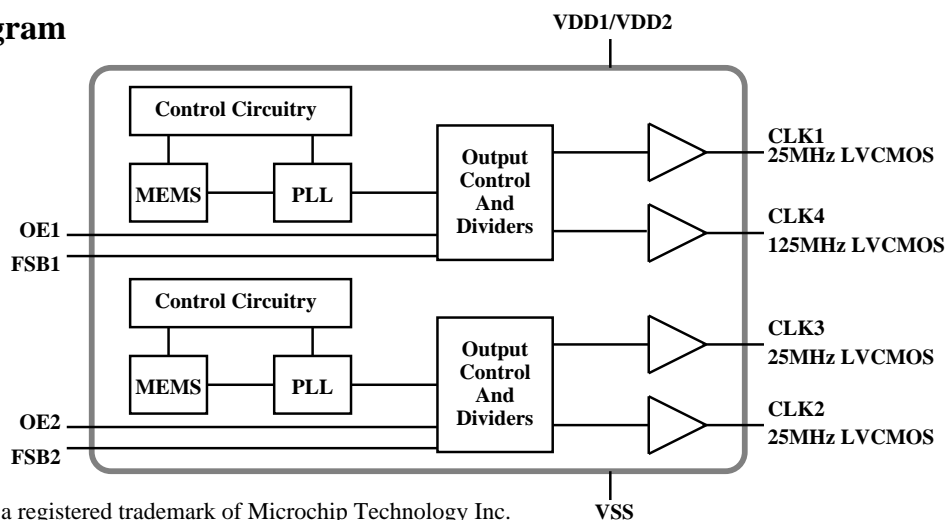 gram
VDD1/VDD2
Control Circuitry
MEMS
PLL
Output
Control
And
Dividers
CLK1
25MHz LVCMOS
CLK4
125MHz LVCMOS
OE1
FSB1
Control Circuitry
MEMS
PLL
Output
Control
And
Dividers
CLK3
25MHz LVCMOS
CLK2
25MHz LVCMOS
OE2
FSB2
a registered trademark of Microchip Technology Inc.
VSS